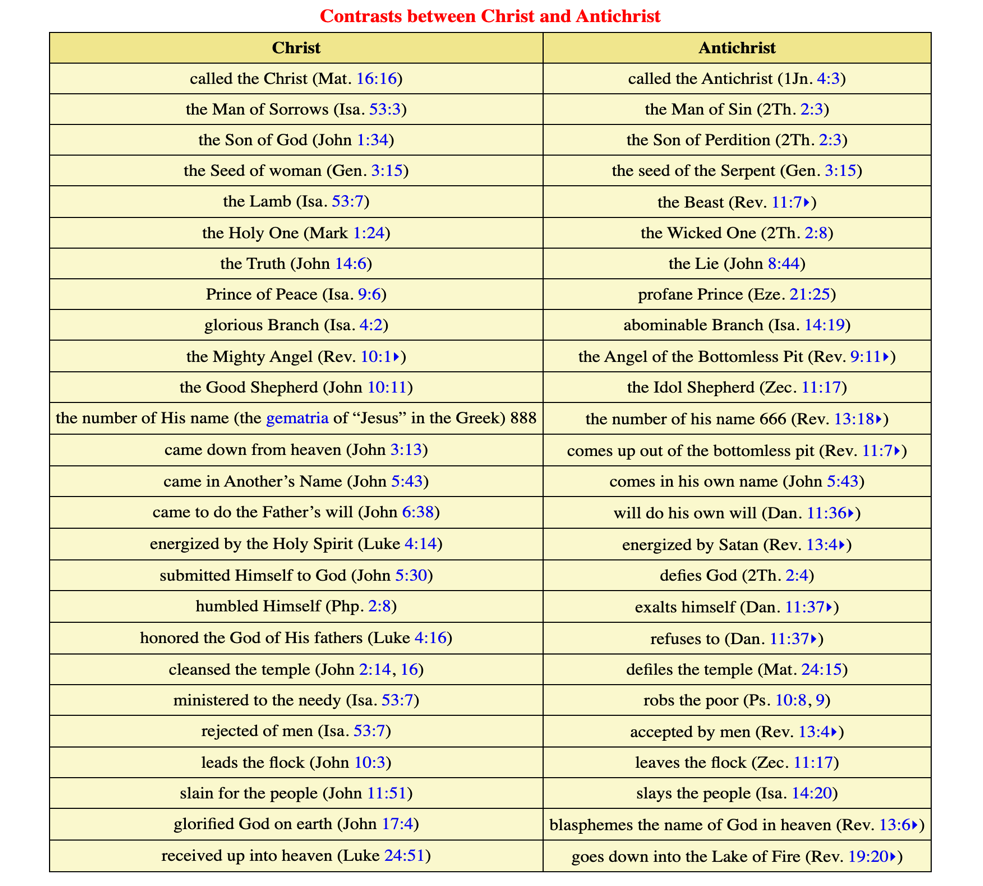 Contrasts between Christ and Antichrist
Christ Antichrist
called the Christ (Mat. 16:16) called the Antichrist (1Jn. 4:3)
the Man of Sorrows (Isa. 53:3) the Man of Sin (2Th. 2:3)
the Son of God (John 1:34) the Son of Perdition (2Th. 2:3)
the Seed of woman (Gen. 3:15) the seed of the Serpent (Gen. 3:15)
the Lamb (Isa. 53:7) the Beast (Rev. 11:7‣)
the Holy One (Mark 1:24) the Wicked One (2Th. 2:8)
the Truth (John 14:6) the Lie (John 8:44)
Prince of Peace (Isa. 9:6) profane Prince (Eze. 21:25)
glorious Branch (Isa. 4:2) abominable Branch (Isa. 14:19)
the Mighty Angel (Rev. 10:1‣) the Angel of the Bottomless Pit (Rev. 9:11‣)
the Good Shepherd (John 10:11) the Idol Shepherd (Zec. 11:17)
the number of His name (the gematria of “Jesus” in the Greek) 888 the number of his name 666 (Rev. 13:18‣)
came down from heaven (John 3:13) comes up out of the bottomless pit (Rev. 11:7‣)
came in Another’s Name (John 5:43) comes in his own name (John 5:43)
came to do the Father’s will (John 6:38) will do his own will (Dan. 11:36‣)
energized by the Holy Spirit (Luke 4:14) energized by Satan (Rev. 13:4‣)
submitted Himself to God (John 5:30) defies God (2Th. 2:4)
humbled Himself (Php. 2:8) exalts himself (Dan. 11:37‣)
honored the God of His fathers (Luke 4:16) refuses to (Dan. 11:37‣)
cleansed the temple (John 2:14, 16) defiles the temple (Mat. 24:15)
ministered to the needy (Isa. 53:7) robs the poor (Ps. 10:8, 9)
rejected of men (Isa. 53:7) accepted by men (Rev. 13:4‣)
leads the flock (John 10:3) leaves the flock (Zec. 11:17)
slain for the people (John 11:51) slays the people (Isa. 14:20)
glorified God on earth (John 17:4) blasphemes the name of God in heaven (Rev. 13:6‣)
received up into heaven (Luke 24:51) goes down into the Lake of Fire (Rev. 19:20‣)